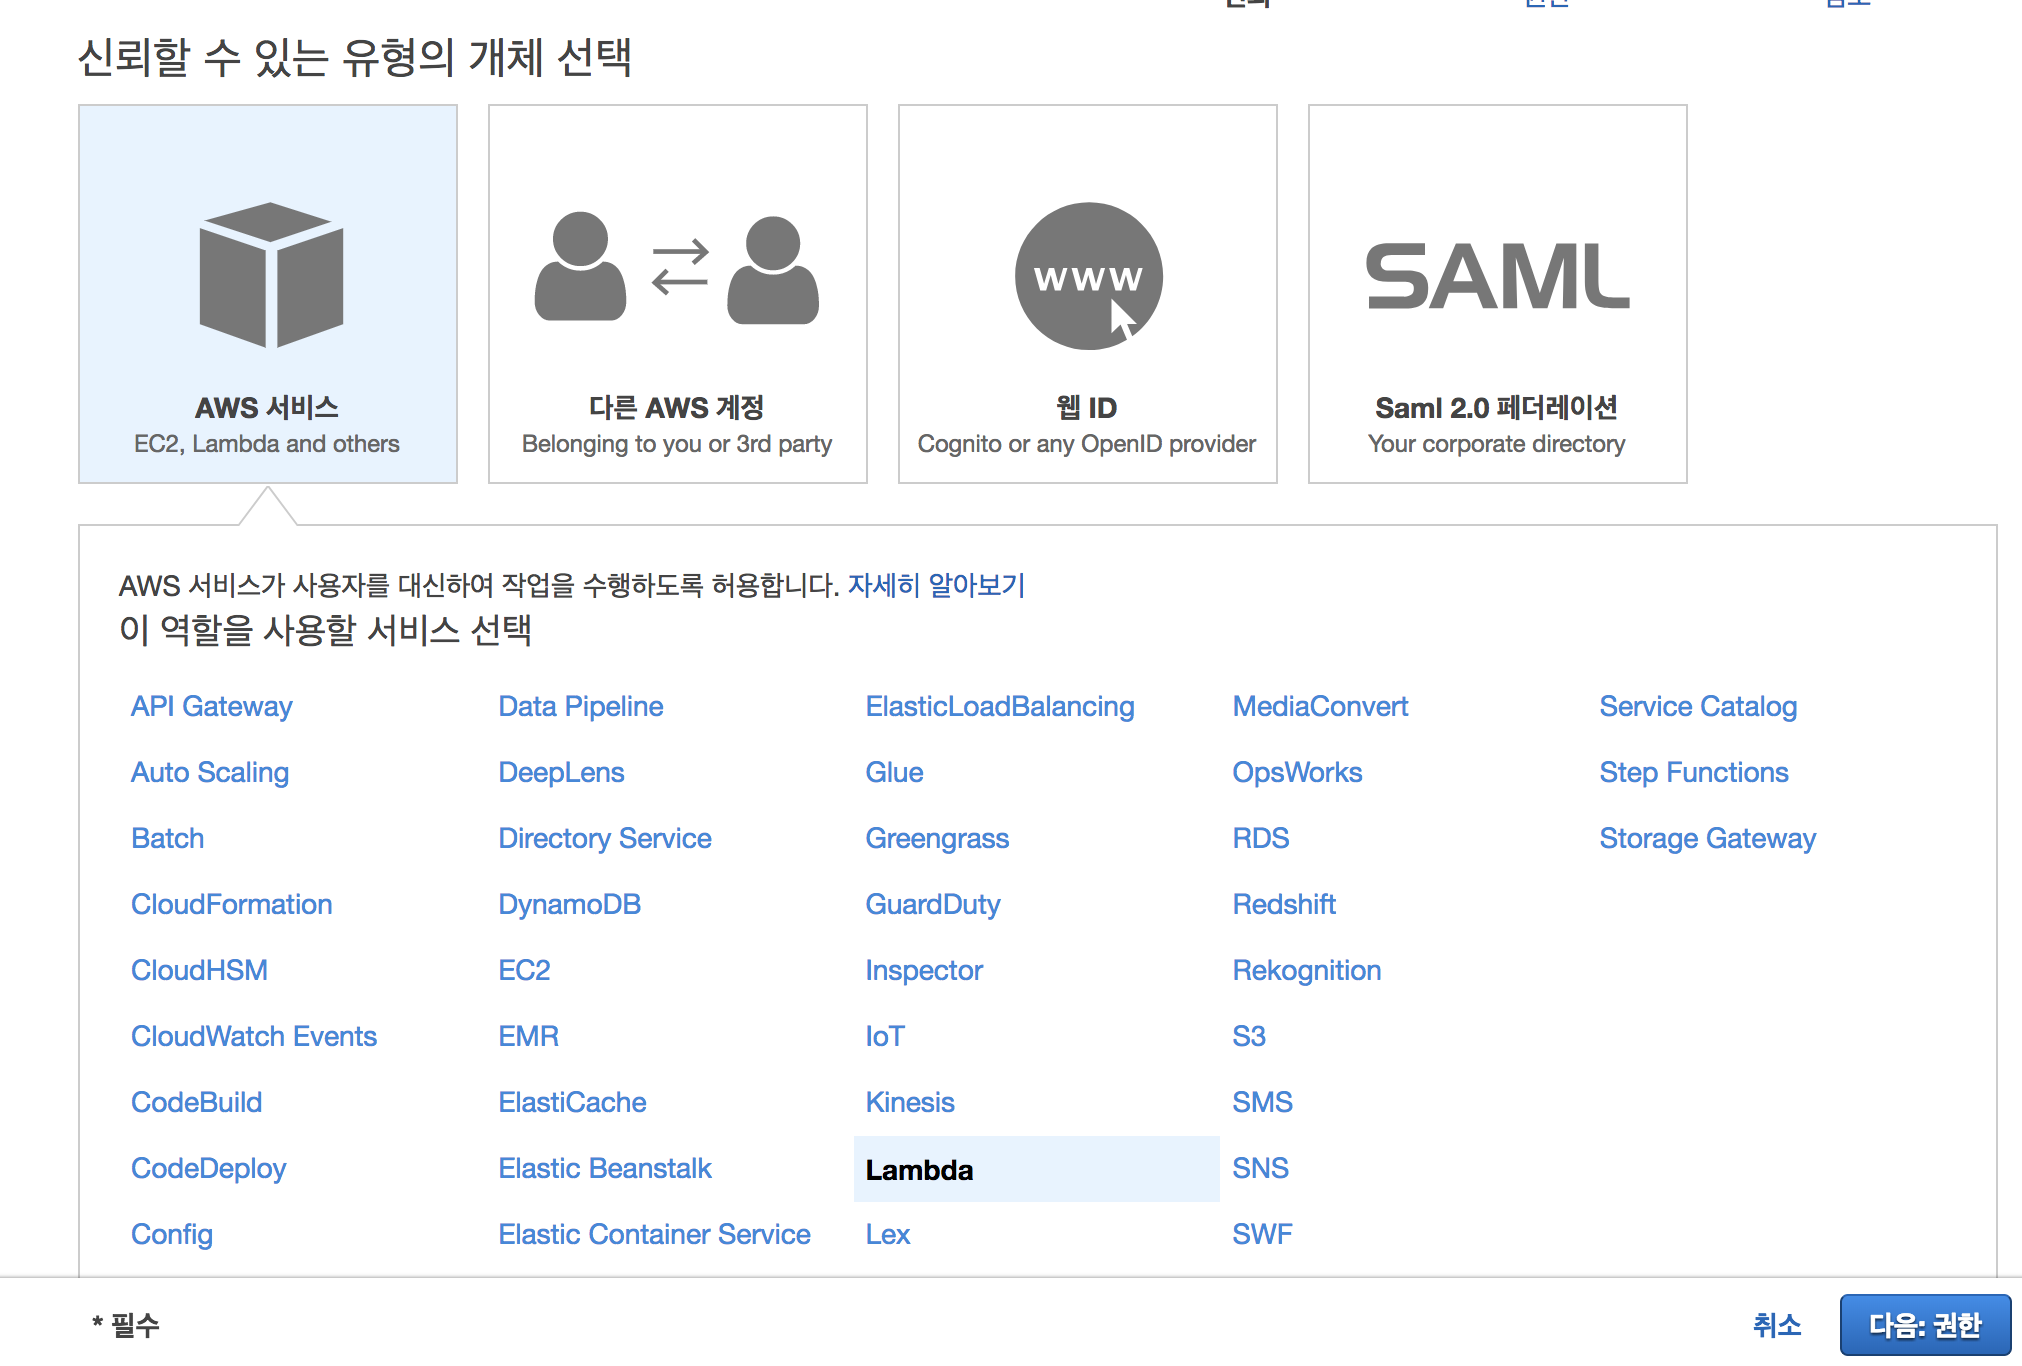 신뢰할 수 있는 유형의 개체 선택
www
SAML
AWS 서비스
EC2, Lambda and others
다른 AWS 계정
Belonging to you or 3rd party
웹 ID
Cognito or any OpenID provider
Saml 2.0 페더레이션
Your corporate directory
AWS 서비스가 사용자를 대신하여 작업을 수행하도록 허용합니다. 자세히 알아보기
이 역할을 사용할 서비스 선택
API Gateway
Data Pipeline
ElasticLoadBalancing
MediaConvert
Service Catalog
Auto Scaling
DeepLens
Glue
OpsWorks
Step Functions
Batch
Directory Service
Greengrass
RDS
Storage Gateway
CloudFormation
DynamoDB
GuardDuty
Redshift
CloudHSM
EC2
Inspector
Rekognition
CloudWatch Events
EMR
IoT
S3
CodeBuild
ElastiCache
Kinesis
SMS
CodeDeploy
Elastic Beanstalk
Lambda
SNS
Config
Elastic Container Service
Lex
SWF
* 필수
취소
다음: 권한